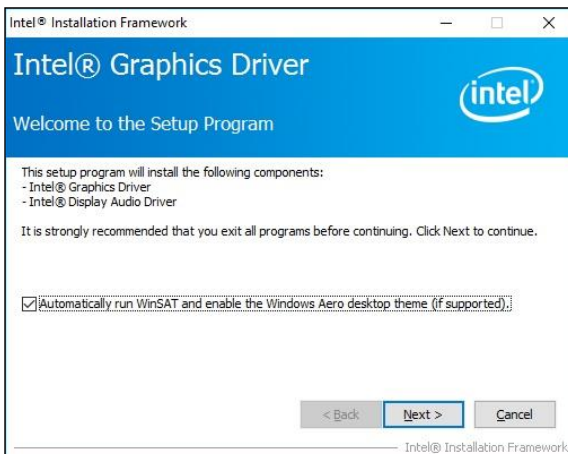 Intel® Installation Framework
Intel® Graphics Driver
intel
Welcome to the Setup Program
This setup program will install the following components:
- Intel® Graphics Driver
- Intel® Display Audio Driver
It is strongly recommended that you exit all programs before continuing. Click Next to continue.
Automatically run WinSAT and enable the Windows Aero desktop theme (if supported).
< Back
Next >
Cancel
Intel® Installation Framework